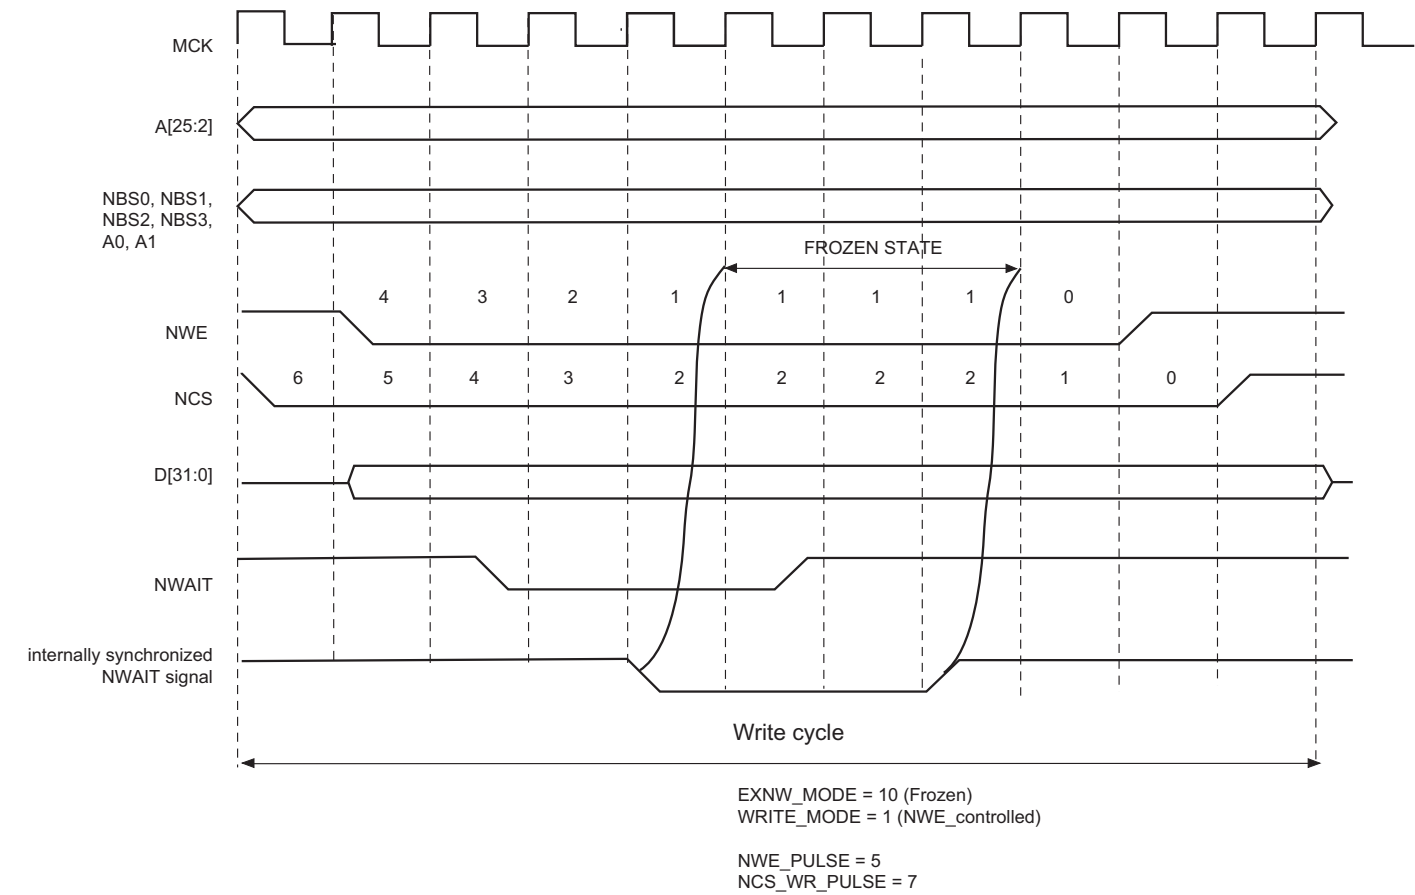 MCK
A[25:2]
NBS0, NBS1,
NBS2, NBS3,
A0, A1
FROZEN STATE
4 3 2 1 1 1 1 0
NWE
6 5 4 3 2 2 2 2 1 0
NCS
D[31:0]
NWAIT
internally synchronized
NWAIT signal
Write cycle
EXNW_MODE = 10 (Frozen)
WRITE_MODE = 1 (NWE_controlled)
NWE_PULSE = 5
NCS_WR_PULSE = 7